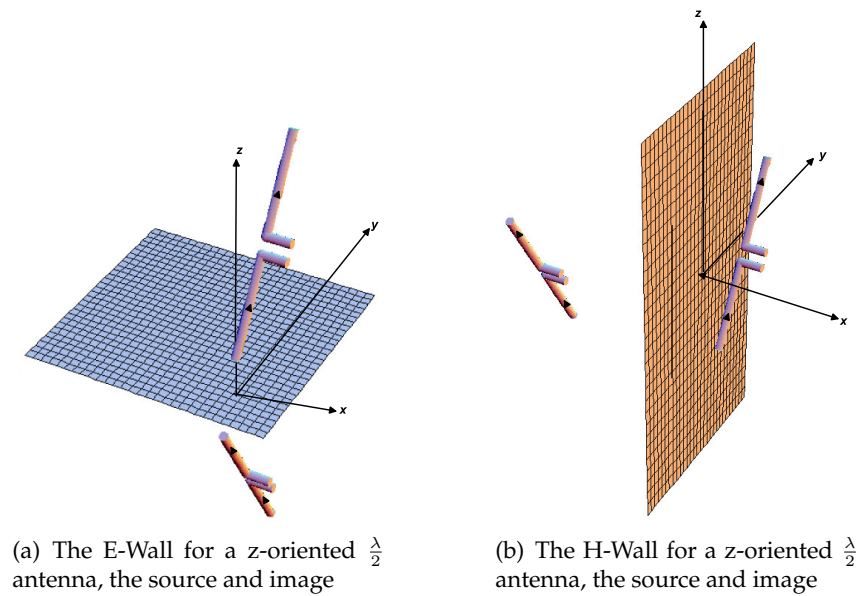 z
y
x
z
y
x
(a) The E-Wall for a z-oriented λ/2
antenna, the source and image
(b) The H-Wall for a z-oriented λ/2
antenna, the source and image